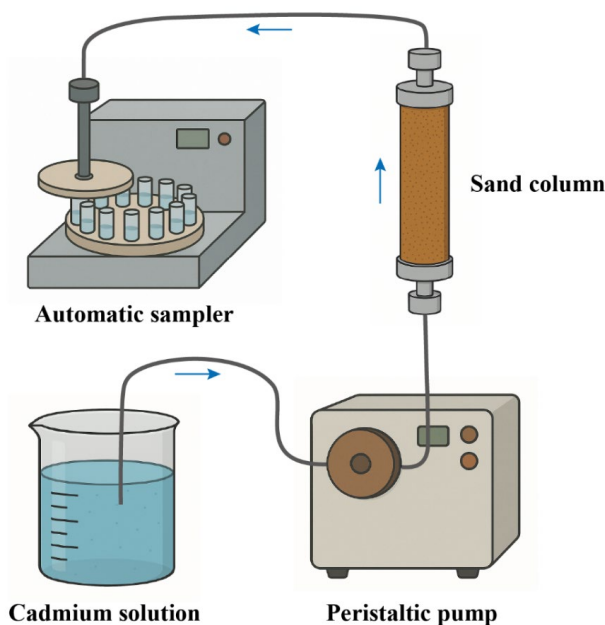 Sand column
Automatic sampler
Cadmium solution
Peristaltic pump